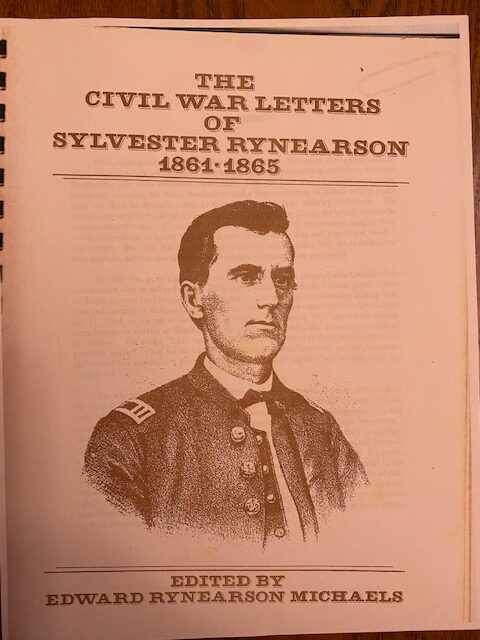 THE
CIVIL WAR LETTERS
OF
SYLVESTER RYNEARSON
1861·1865
EDITED BY
EDWARD RYNEARSON MICHAELS